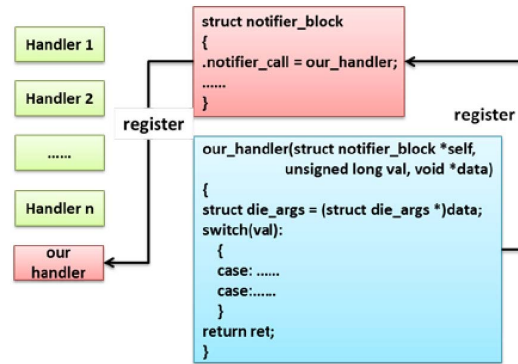 Handler 1
Handler 2
......
Handler n
our
handler
register
struct notifier_block
{
.notifier_call = our_handler;
......
}
register
our_handler(struct notifier_block *self,
unsigned long val, void *data)
{
struct die_args = (struct die_args *)data;
switch(val):
{
case: ......
case:......
}
return ret;
}